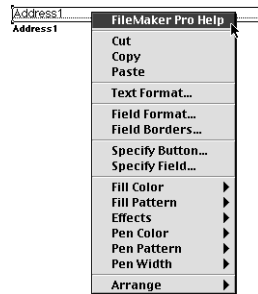 Address1
Address1
FileMaker Pro Help
Cut
Copy
Paste
Text Format...
Field Format...
Field Borders...
Specify Button...
Specify Field...
Fill Color
Fill Pattern
Effects
Pen Color
Pen Pattern
Pen Width
Arrange